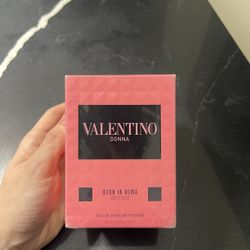 VALENTINO
DONNA
BORN IN ROMA
INTENSE
EAU DE PARFUM INTENSE